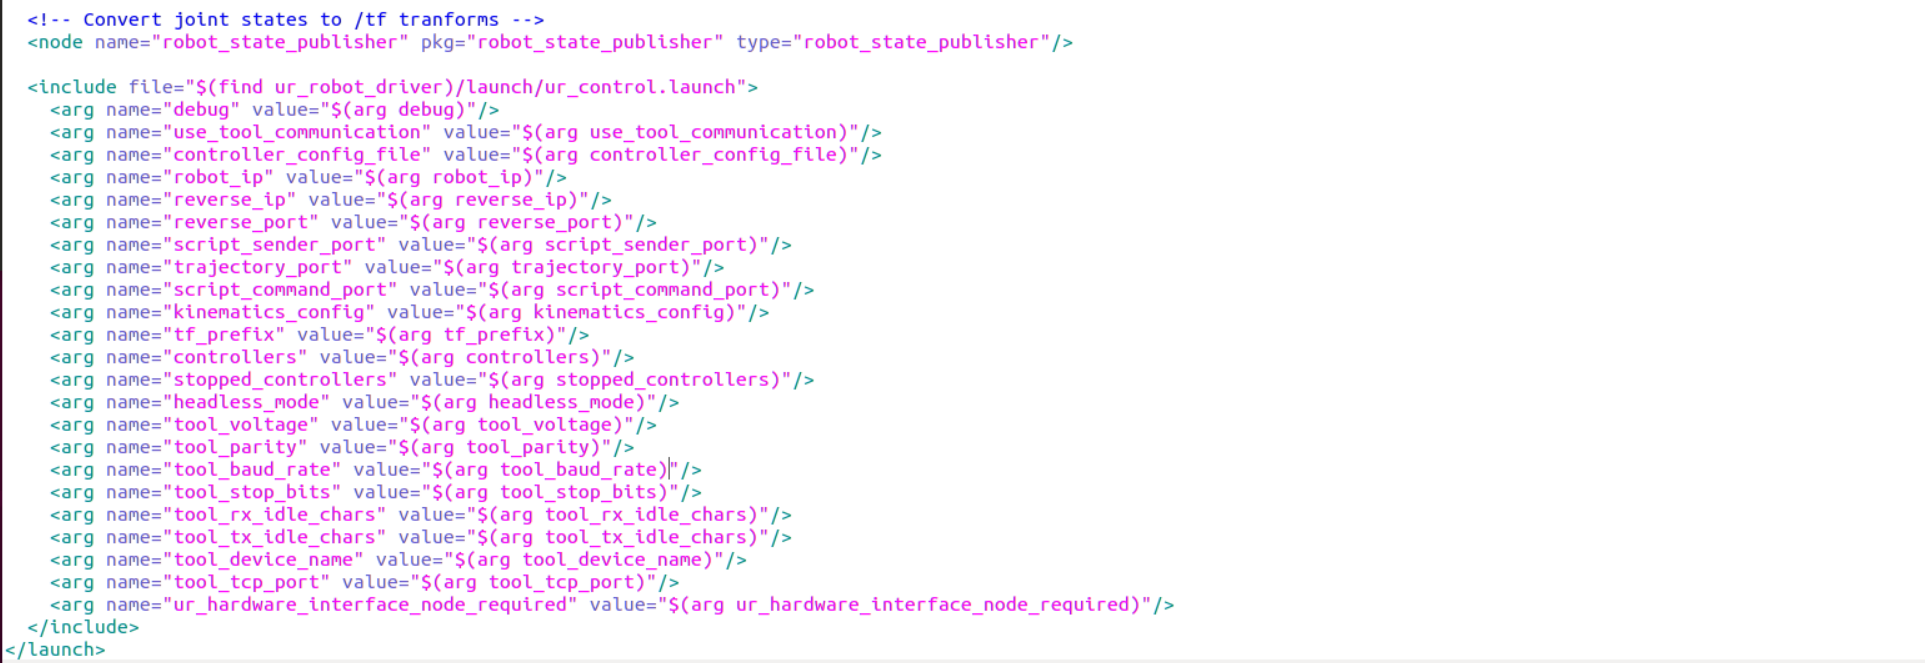 <!-- Convert joint states to /tf tranforms -->
<node name="robot_state_publisher" pkg="robot_state_publisher" type="robot_state_publisher"/>
<include file="$(find ur_robot_driver)/launch/ur_control.launch">
<arg name="debug" value="$(arg debug)"/>
<arg name="use_tool_communication" value="$(arg use_tool_communication)"/>
<arg name="controller_config_file" value="$(arg controller_config_file)"/>
<arg name="robot_ip" value="$(arg robot_ip)"/>
<arg name="reverse_ip" value="$(arg reverse_ip)"/>
<arg name="reverse_port" value="$(arg reverse_port)"/>
<arg name="script_sender_port" value="$(arg script_sender_port)"/>
<arg name="trajectory_port" value="$(arg trajectory_port)"/>
<arg name="script_command_port" value="$(arg script_command_port)"/>
<arg name="kinematics_config" value="$(arg kinematics_config)"/>
<arg name="tf_prefix" value="$(arg tf_prefix)"/>
<arg name="controllers" value="$(arg controllers)"/>
<arg name="stopped_controllers" value="$(arg stopped_controllers)"/>
<arg name="headless_mode" value="$(arg headless_mode)"/>
<arg name="tool_voltage" value="$(arg tool_voltage)"/>
<arg name="tool_parity" value="$(arg tool_parity)"/>
<arg name="tool_baud_rate" value="$(arg tool_baud_rate)"/>
<arg name="tool_stop_bits" value="$(arg tool_stop_bits)"/>
<arg name="tool_rx_idle_chars" value="$(arg tool_rx_idle_chars)"/>
<arg name="tool_tx_idle_chars" value="$(arg tool_tx_idle_chars)"/>
<arg name="tool_device_name" value="$(arg tool_device_name)"/>
<arg name="tool_tcp_port" value="$(arg tool_tcp_port)"/>
<arg name="ur_hardware_interface_node_required" value="$(arg ur_hardware_interface_node_required)"/>
</include>
</launch>